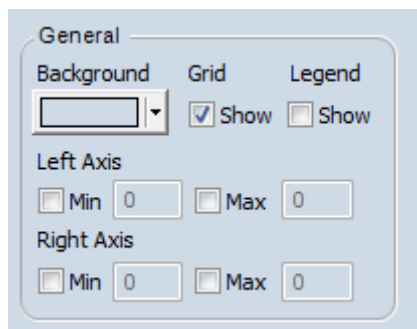 General
Background Grid Legend
Show Show
Left Axis
Min 0 Max 0
Right Axis
Min 0 Max 0